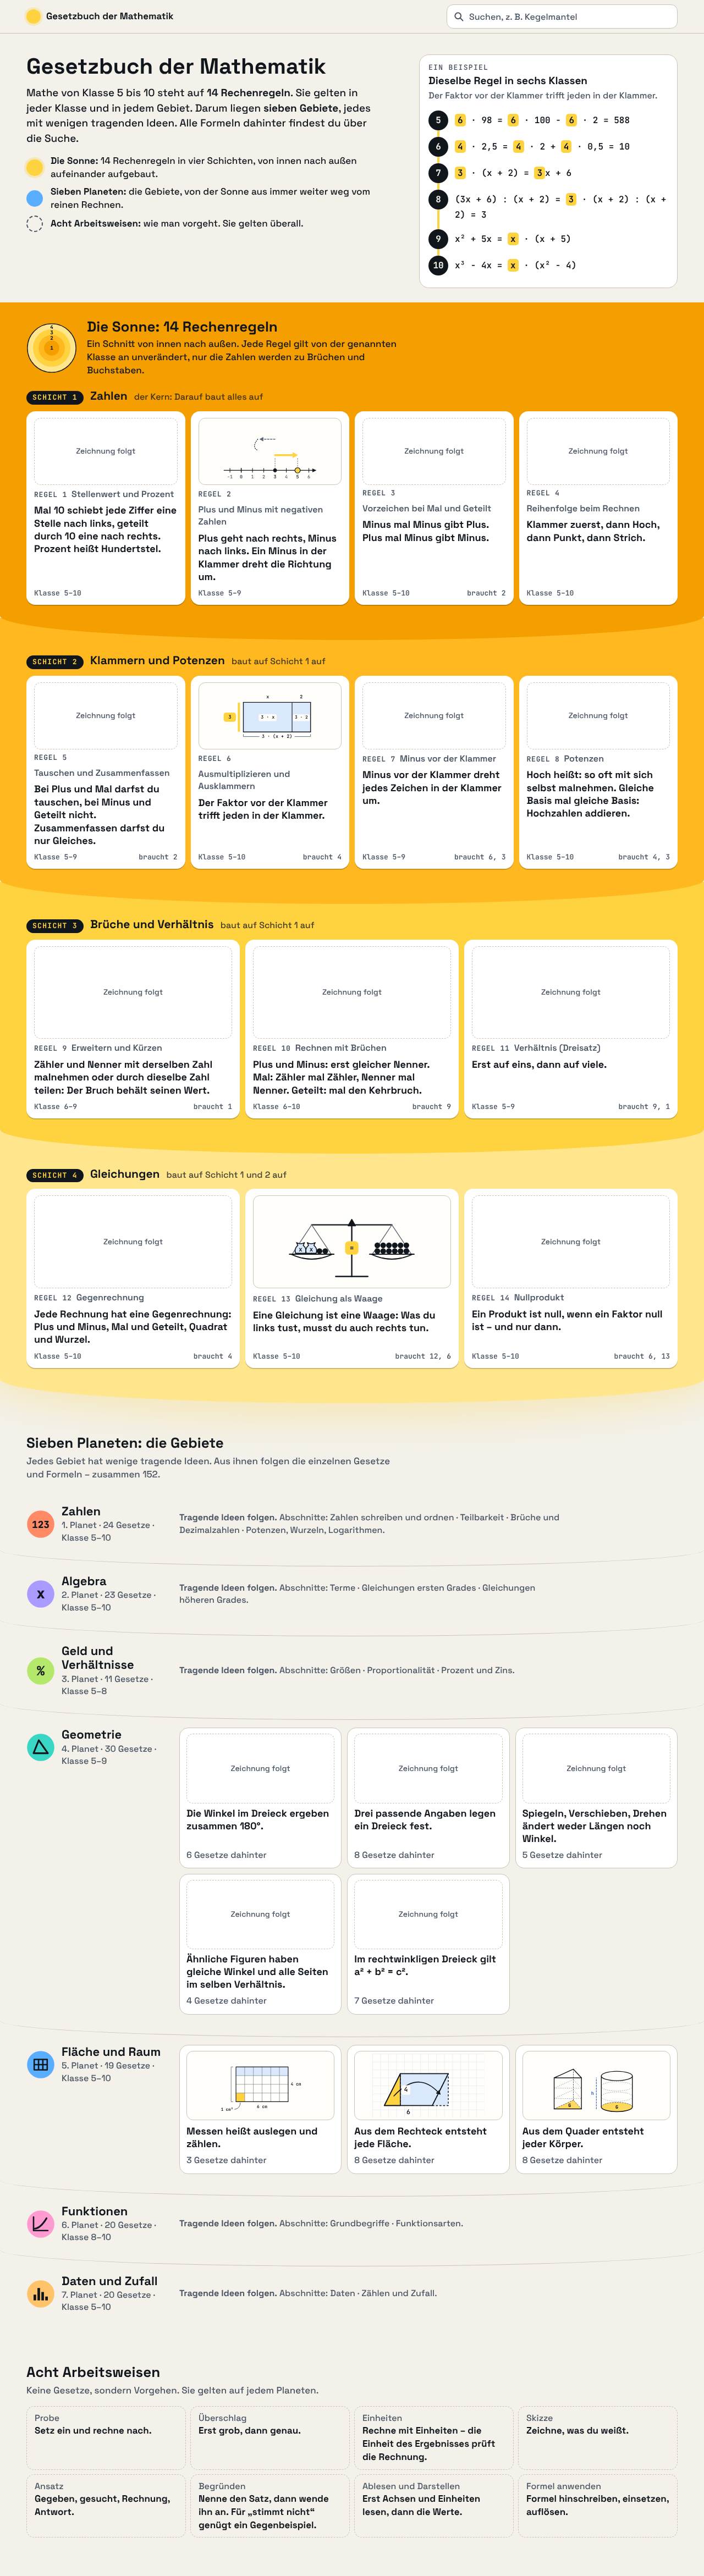 Gesetzbuch der Mathematik
Suchen, z. B. Kegelmantel
Gesetzbuch der Mathematik
Mathe von Klasse 5 bis 10 steht auf 14 Rechenregeln. Sie gelten in
jeder Klasse und in jedem Gebiet. Darum liegen sieben Gebiete, jedes
mit wenigen tragenden Ideen. Alle Formeln dahinter findest du über
die Suche.
Die Sonne: 14 Rechenregeln in vier Schichten, von innen nach außen
aufeinander aufgebaut.
Sieben Planeten: die Gebiete, von der Sonne aus immer weiter weg vom
reinen Rechnen.
Acht Arbeitsweisen: wie man vorgeht. Sie gelten überall.
EIN BEISPIEL
Dieselbe Regel in sechs Klassen
Der Faktor vor der Klammer trifft jeden in der Klammer.
5 6 · 98 = 6 · 100 - 6 · 2 = 588
6 4 · 2,5 = 4 · 2 + 4 · 0,5 = 10
7 3 · (x + 2) = 3x + 6
8 (3x + 6) : (x + 2) = 3 · (x + 2) : (x +
2) = 3
9 x² + 5x = x · (x + 5)
10 x³ - 4x = x · (x² - 4)
4
3
2
1
Die Sonne: 14 Rechenregeln
Ein Schnitt von innen nach außen. Jede Regel gilt von der genannten
Klasse an unverändert, nur die Zahlen werden zu Brüchen und
Buchstaben.
SCHICHT 1 Zahlen der Kern: Darauf baut alles auf
Zeichnung folgt
REGEL 1 Stellenwert und Prozent
Mal 10 schiebt jede Ziffer eine
Stelle nach links, geteilt
durch 10 eine nach rechts.
Prozent heißt Hundertstel.
Klasse 5–10
-1 0 1 2 3 4 5 6
REGEL 2
Plus und Minus mit negativen
Zahlen
Plus geht nach rechts, Minus
nach links. Ein Minus in der
Klammer dreht die Richtung
um.
Klasse 5–9
Zeichnung folgt
REGEL 3
Vorzeichen bei Mal und Geteilt
Minus mal Minus gibt Plus.
Plus mal Minus gibt Minus.
Klasse 5–10 braucht 2
Zeichnung folgt
REGEL 4
Reihenfolge beim Rechnen
Klammer zuerst, dann Hoch,
dann Punkt, dann Strich.
Klasse 5–10
SCHICHT 2 Klammern und Potenzen baut auf Schicht 1 auf
Zeichnung folgt
REGEL 5
Tauschen und Zusammenfassen
Bei Plus und Mal darfst du
tauschen, bei Minus und
Geteilt nicht.
Zusammenfassen darfst du
nur Gleiches.
Klasse 5–9 braucht 2
x 2
3 3 · x 3 · 2
3 · (x + 2)
REGEL 6
Ausmultiplizieren und
Ausklammern
Der Faktor vor der Klammer
trifft jeden in der Klammer.
Klasse 5–10 braucht 4
Zeichnung folgt
REGEL 7 Minus vor der Klammer
Minus vor der Klammer dreht
jedes Zeichen in der Klammer
um.
Klasse 5–9 braucht 6, 3
Zeichnung folgt
REGEL 8 Potenzen
Hoch heißt: so oft mit sich
selbst malnehmen. Gleiche
Basis mal gleiche Basis:
Hochzahlen addieren.
Klasse 5–10 braucht 4, 3
SCHICHT 3 Brüche und Verhältnis baut auf Schicht 1 auf
Zeichnung folgt
REGEL 9 Erweitern und Kürzen
Zähler und Nenner mit derselben Zahl
malnehmen oder durch dieselbe Zahl
teilen: Der Bruch behält seinen Wert.
Klasse 6–9 braucht 1
Zeichnung folgt
REGEL 10 Rechnen mit Brüchen
Plus und Minus: erst gleicher Nenner.
Mal: Zähler mal Zähler, Nenner mal
Nenner. Geteilt: mal den Kehrbruch.
Klasse 6–10 braucht 9
Zeichnung folgt
REGEL 11 Verhältnis (Dreisatz)
Erst auf eins, dann auf viele.
Klasse 5–9 braucht 9, 1
SCHICHT 4 Gleichungen baut auf Schicht 1 und 2 auf
Zeichnung folgt
REGEL 12 Gegenrechnung
Jede Rechnung hat eine Gegenrechnung:
Plus und Minus, Mal und Geteilt, Quadrat
und Wurzel.
Klasse 5–10 braucht 4
x x =
REGEL 13 Gleichung als Waage
Eine Gleichung ist eine Waage: Was du
links tust, musst du auch rechts tun.
Klasse 5–10 braucht 12, 6
Zeichnung folgt
REGEL 14 Nullprodukt
Ein Produkt ist null, wenn ein Faktor null
ist – und nur dann.
Klasse 5–10 braucht 6, 13
Sieben Planeten: die Gebiete
Jedes Gebiet hat wenige tragende Ideen. Aus ihnen folgen die einzelnen Gesetze
und Formeln – zusammen 152.
123
Zahlen
1. Planet · 24 Gesetze ·
Klasse 5–10
Tragende Ideen folgen. Abschnitte: Zahlen schreiben und ordnen · Teilbarkeit · Brüche und
Dezimalzahlen · Potenzen, Wurzeln, Logarithmen.
x
Algebra
2. Planet · 23 Gesetze ·
Klasse 5–10
Tragende Ideen folgen. Abschnitte: Terme · Gleichungen ersten Grades · Gleichungen
höheren Grades.
%
Geld und
Verhältnisse
3. Planet · 11 Gesetze ·
Klasse 5–8
Tragende Ideen folgen. Abschnitte: Größen · Proportionalität · Prozent und Zins.
Geometrie
4. Planet · 30 Gesetze ·
Klasse 5–9
Zeichnung folgt
Die Winkel im Dreieck ergeben
zusammen 180°.
6 Gesetze dahinter
Zeichnung folgt
Drei passende Angaben legen
ein Dreieck fest.
8 Gesetze dahinter
Zeichnung folgt
Spiegeln, Verschieben, Drehen
ändert weder Längen noch
Winkel.
5 Gesetze dahinter
Zeichnung folgt
Ähnliche Figuren haben
gleiche Winkel und alle Seiten
im selben Verhältnis.
4 Gesetze dahinter
Zeichnung folgt
Im rechtwinkligen Dreieck gilt
a² + b² = c².
7 Gesetze dahinter
Fläche und Raum
5. Planet · 19 Gesetze ·
Klasse 5–10
4 cm
1 cm²
6 cm
Messen heißt auslegen und
zählen.
3 Gesetze dahinter
4
6
Aus dem Rechteck entsteht
jede Fläche.
8 Gesetze dahinter
G h G
Aus dem Quader entsteht
jeder Körper.
8 Gesetze dahinter
Funktionen
6. Planet · 20 Gesetze ·
Klasse 8–10
Tragende Ideen folgen. Abschnitte: Grundbegriffe · Funktionsarten.
Daten und Zufall
7. Planet · 20 Gesetze ·
Klasse 5–10
Tragende Ideen folgen. Abschnitte: Daten · Zählen und Zufall.
Acht Arbeitsweisen
Keine Gesetze, sondern Vorgehen. Sie gelten auf jedem Planeten.
Probe
Setz ein und rechne nach.
Überschlag
Erst grob, dann genau.
Einheiten
Rechne mit Einheiten – die
Einheit des Ergebnisses prüft
die Rechnung.
Skizze
Zeichne, was du weißt.
Ansatz
Gegeben, gesucht, Rechnung,
Antwort.
Begründen
Nenne den Satz, dann wende
ihn an. Für „stimmt nicht“
genügt ein Gegenbeispiel.
Ablesen und Darstellen
Erst Achsen und Einheiten
lesen, dann die Werte.
Formel anwenden
Formel hinschreiben, einsetzen,
auflösen.